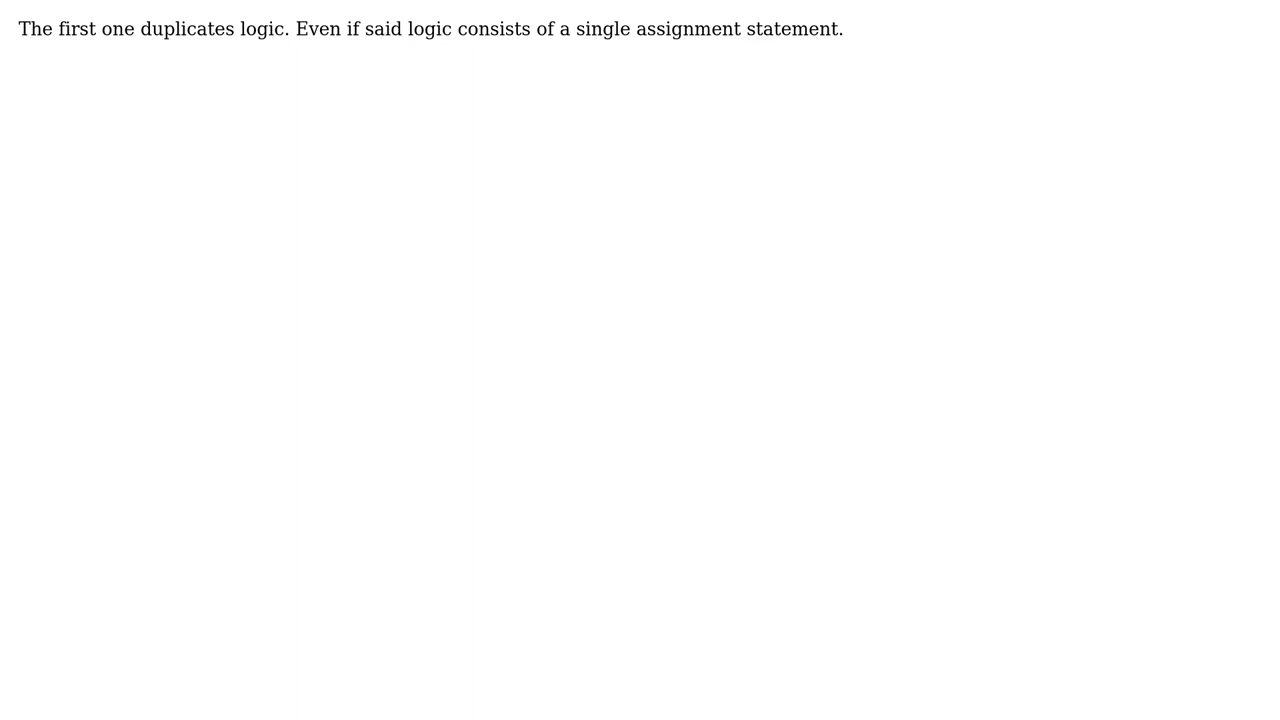 The first one duplicates logic. Even if said logic consists of a single assignment statement.